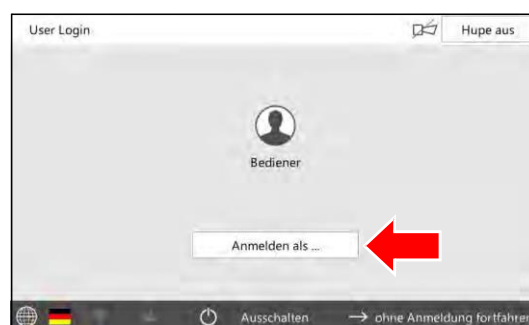 User Login
Hupe aus
Bediener
Anmelden als ...
Ausschalten
→ ohne Anmeldung fortfahren